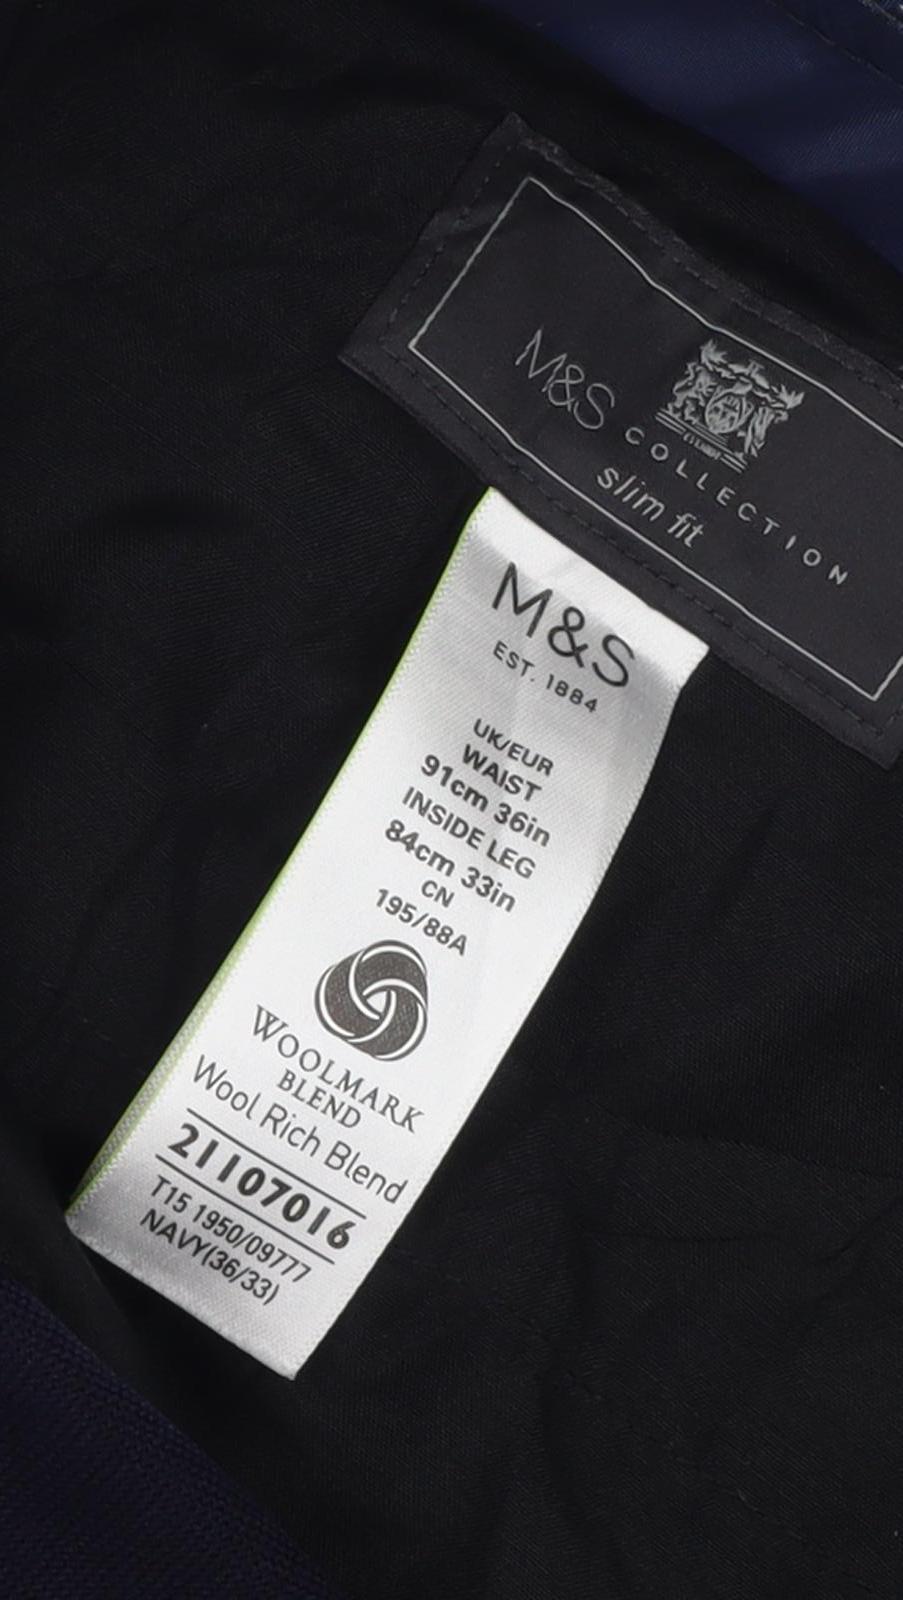 M&S
COLLECTION
slim fit
M&S
EST. 1884
UK/EUR
WAIST
91cm 36in
INSIDE LEG
84cm 33in
CN
195/88A
WOOLMARK
BLEND
Wool Rich Blend
21107016
T15 1950/09777
NAVY(36/33)